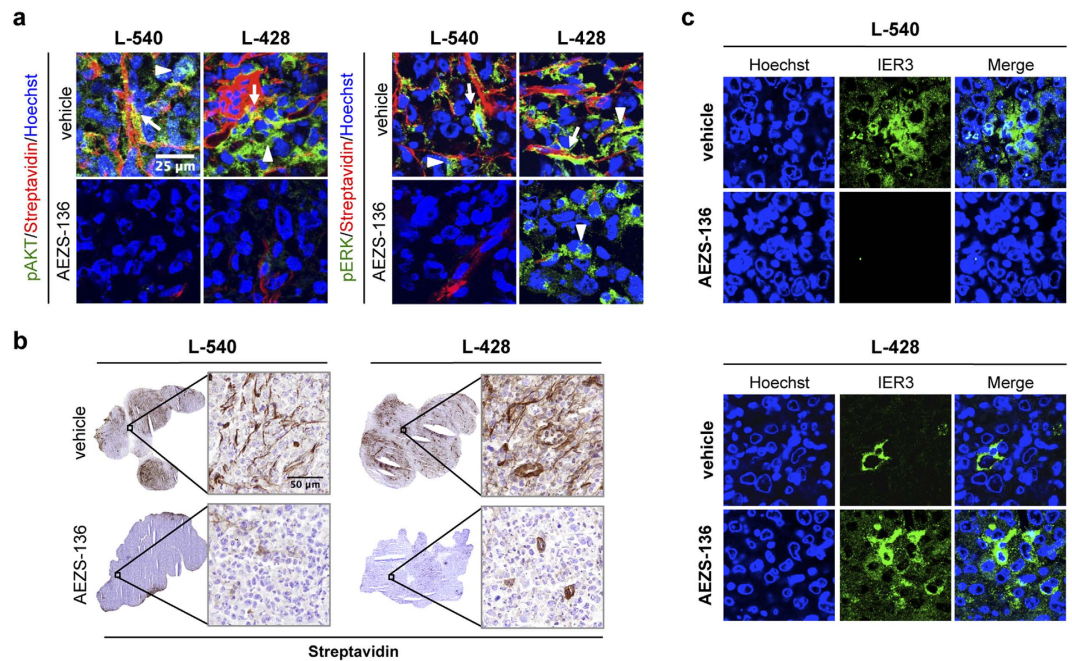 a
L-540
L-428
L-540
L-428
pAKT/Streptavidin/Hoechst
vehicle
25 µm
AEZS-136
pERK/Streptavidin/Hoechst
vehicle
AEZS-136
b
L-540
L-428
vehicle
50 µm
AEZS-136
Streptavidin
c
L-540
Hoechst
IER3
Merge
vehicle
AEZS-136
L-428
Hoechst
IER3
Merge
vehicle
AEZS-136